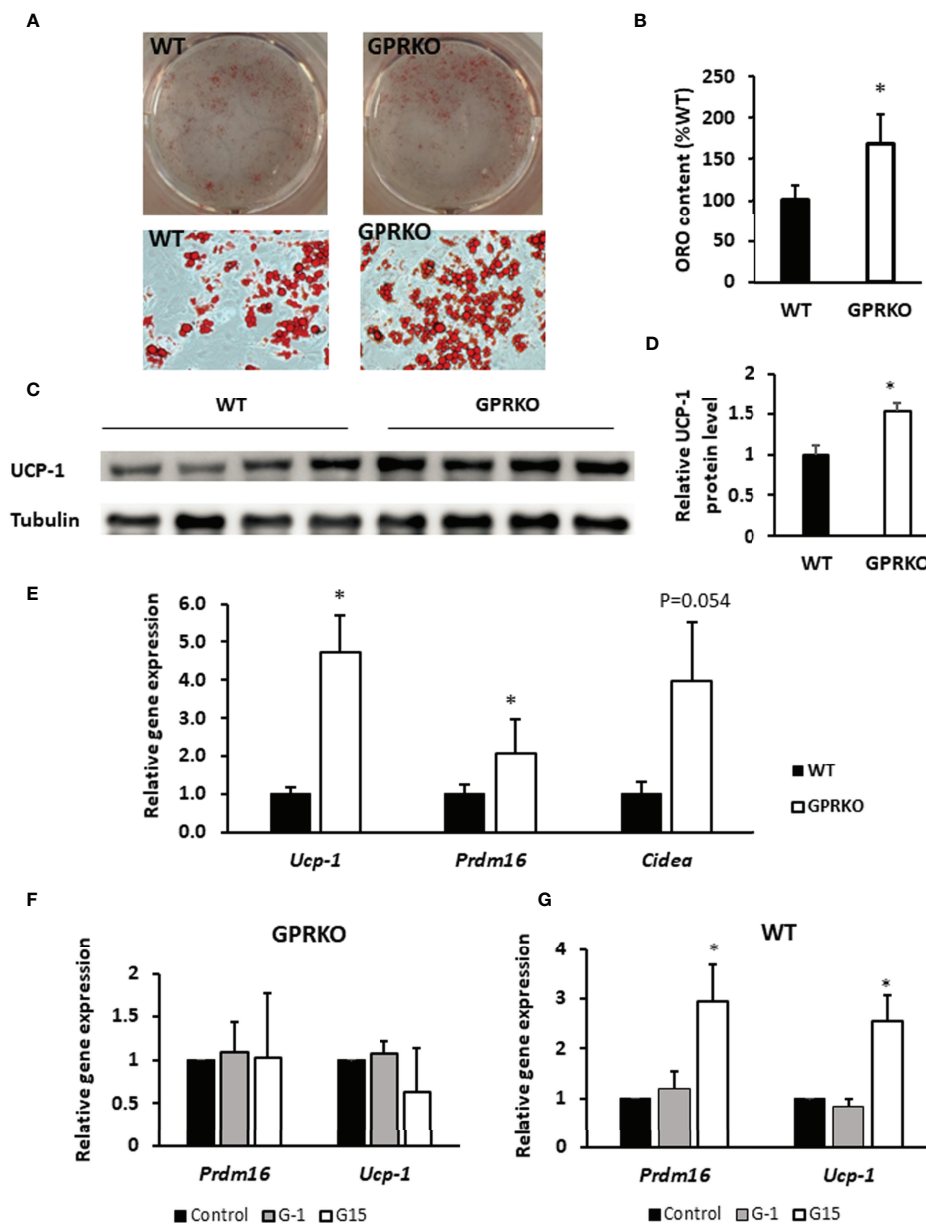 A
WT
GPRKO
WT
GPRKO
B
ORO content (%WT)
250
200
150
100
50
0
*
WT GPRKO
C
WT GPRKO
UCP-1
Tubulin
D
Relative UCP-1
protein level
2
1.5
1
0.5
0
*
WT GPRKO
E
Relative gene expression
6.0
5.0
4.0
3.0
2.0
1.0
0.0
*
*
P=0.054
Ucp-1 Prdm16 Cidea
WT
GPRKO
F
GPRKO
Relative gene expression
2
1.5
1
0.5
0
Prdm16 Ucp-1
Control G-1 G15
G
WT
Relative gene expression
4
3
2
1
0
*
*
Prdm16 Ucp-1
Control G-1 G15